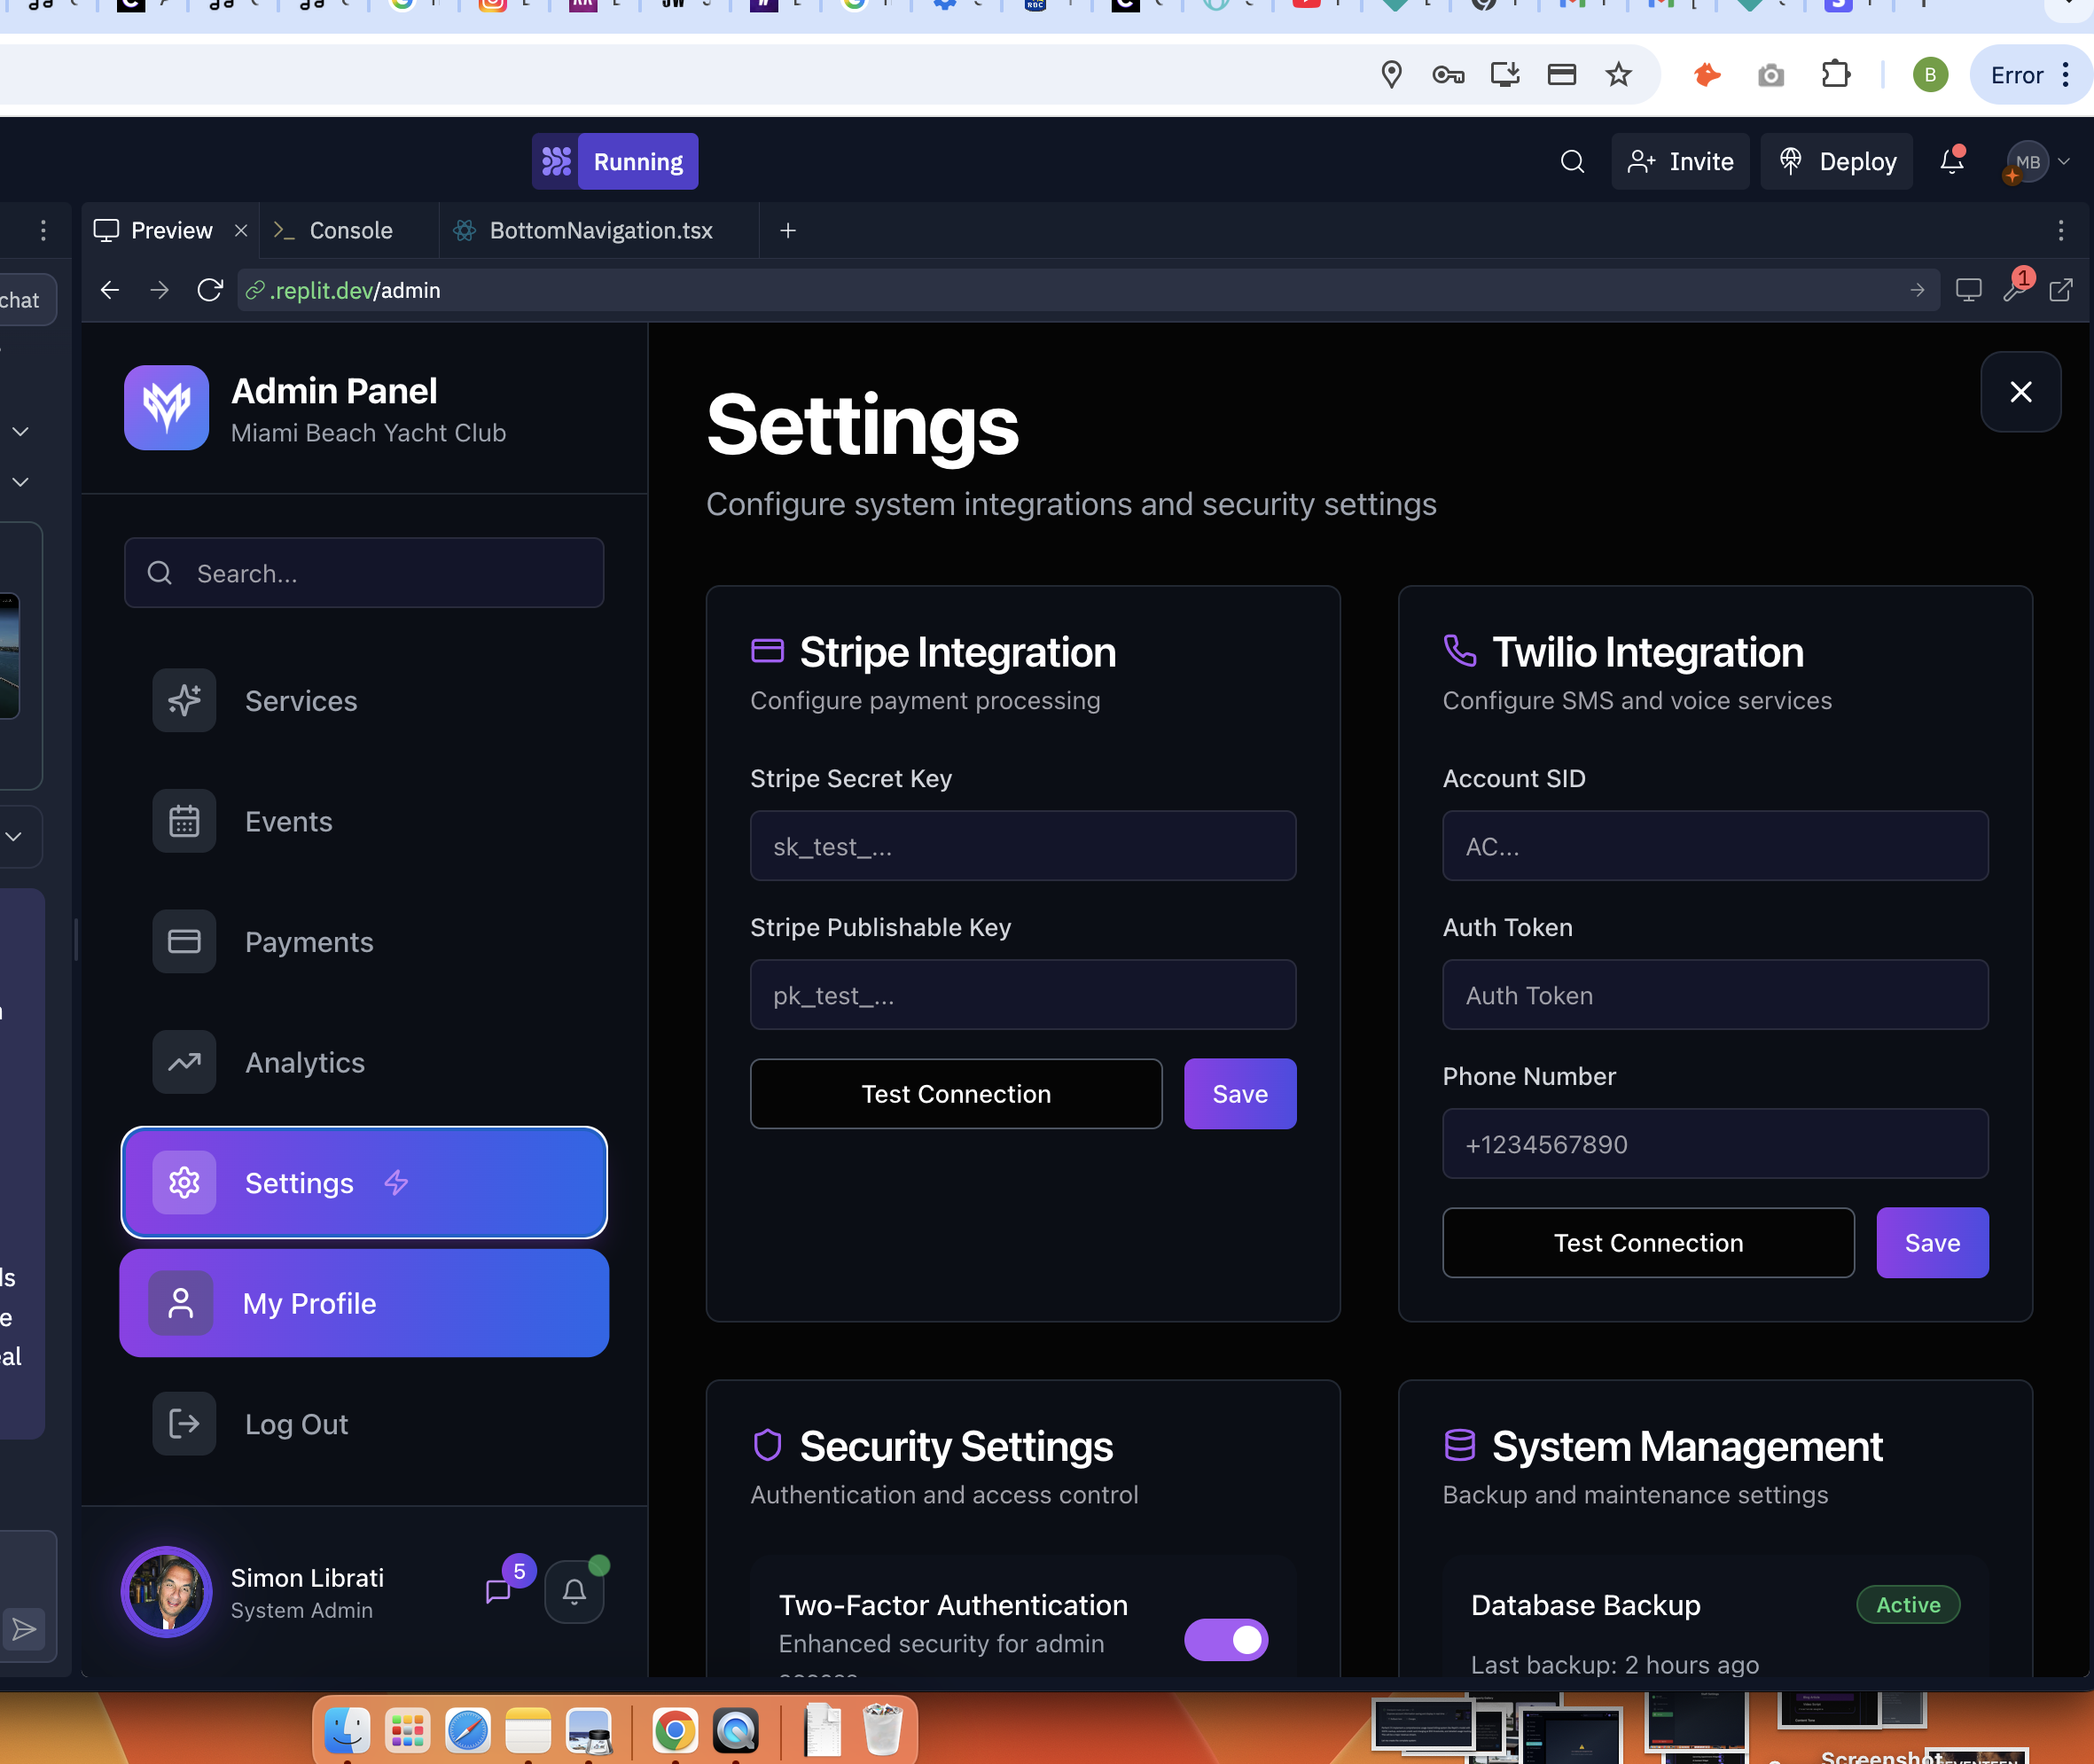 Error
B
Running
Invite
Deploy
MB
Preview
Console
BottomNavigation.tsx
chat
.replit.dev/admin
1
Admin Panel
Miami Beach Yacht Club
Search...
Services
Events
Payments
Analytics
Settings
My Profile
Log Out
Simon Librati
System Admin
5
Settings
Configure system integrations and security settings
Stripe Integration
Configure payment processing
Stripe Secret Key
sk_test_...
Stripe Publishable Key
pk_test_...
Test Connection
Save
Twilio Integration
Configure SMS and voice services
Account SID
AC...
Auth Token
Auth Token
Phone Number
+1234567890
Test Connection
Save
Security Settings
Authentication and access control
Two-Factor Authentication
Enhanced security for admin
System Management
Backup and maintenance settings
Database Backup
Active
Last backup: 2 hours ago
Screenshot